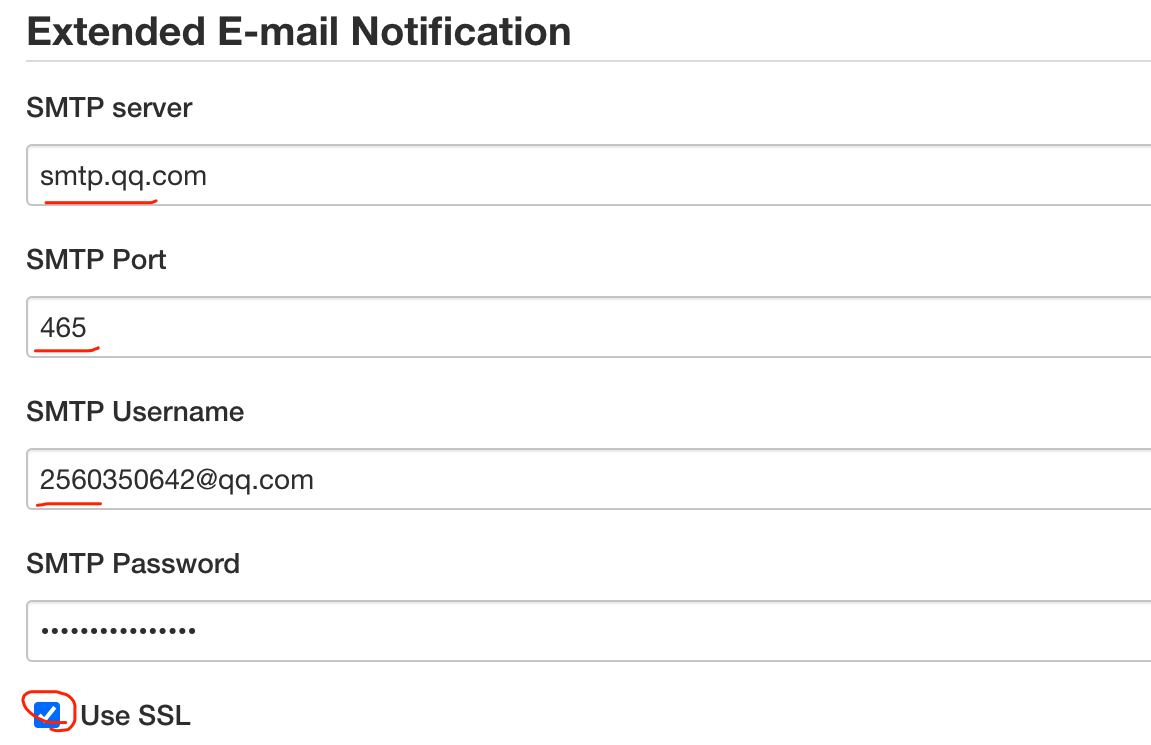 Extended E-mail Notification
SMTP server
smtp.qq.com
SMTP Port
465
SMTP Username
2560350642@qq.com
SMTP Password
••••••••••••••••
Use SSL